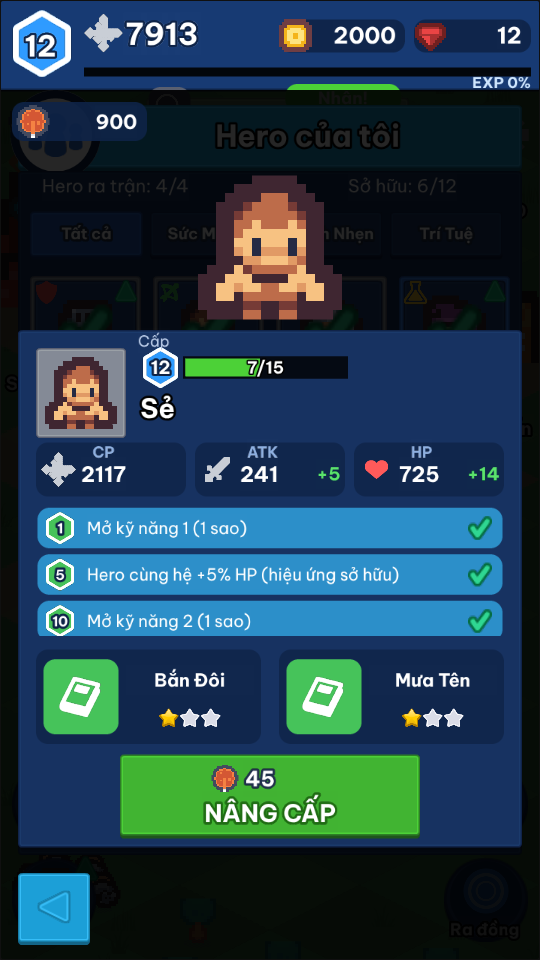 12
7913
2000
12
EXP 0%
900
Nhanh
Hero của tôi
Hero ra trận: 4/4
Sở hữu: 6/12
Tất cả
Sức M
n Nhẹn
Trí Tuệ
Cấp
12
7/15
Sẻ
CP
2117
ATK
241
+5
HP
725
+14
1
Mở kỹ năng 1 (1 sao)
5
Hero cùng hệ +5% HP (hiệu ứng sở hữu)
10
Mở kỹ năng 2 (1 sao)
Bắn Đôi
Mưa Tên
45
NÂNG CẤP
Ra đồng